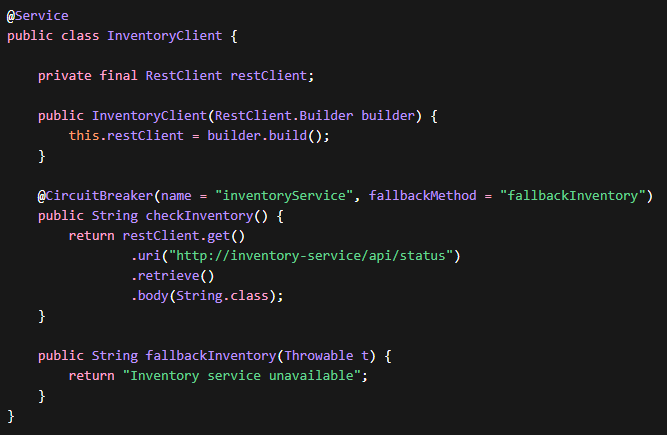 @Service
public class InventoryClient {
    private final RestClient restClient;
    public InventoryClient(RestClient.Builder builder) {
        this.restClient = builder.build();
    }
    @CircuitBreaker(name = "inventoryService", fallbackMethod = "fallbackInventory")
    public String checkInventory() {
        return restClient.get()
                .uri("http://inventory-service/api/status")
                .retrieve()
                .body(String.class);
    }
    public String fallbackInventory(Throwable t) {
        return "Inventory service unavailable";
    }
}